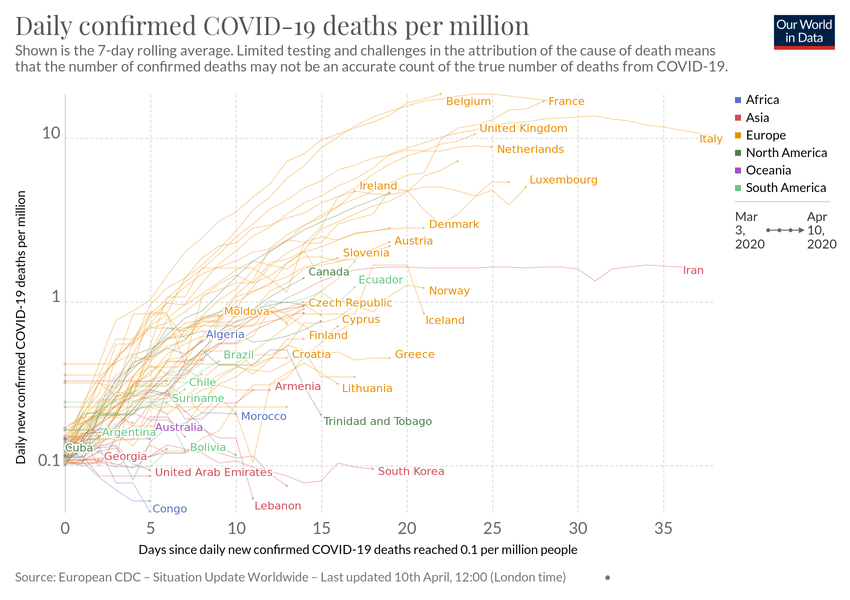 Daily confirmed COVID-19 deaths per million
Our World
in Data
Shown is the 7-day rolling average. Limited testing and challenges in the attribution of the cause of death means
that the number of confirmed deaths may not be an accurate count of the true number of deaths from COVID-19.
Daily new confirmed COVID-19 deaths per million
10
1
0.1
Belgium
France
United Kingdom
Italy
Netherlands
Ireland
Luxembourg
Denmark
Austria
Slovenia
Canada
Iran
Ecuador
Norway
Czech Republic
Moldova
Cyprus
Iceland
Algeria
Finland
Brazil
Croatia
Greece
Chile
Armenia
Lithuania
Suriname
Morocco
Trinidad and Tobago
Australia
Argentina
Cuba
Bolivia
Georgia
United Arab Emirates
South Korea
Lebanon
Congo
Africa
Asia
Europe
North America
Oceania
South America
Mar
3,
2020
Apr
10,
2020
0
5
10
15
20
25
30
35
Days since daily new confirmed COVID-19 deaths reached 0.1 per million people
Source: European CDC – Situation Update Worldwide – Last updated 10th April, 12:00 (London time)